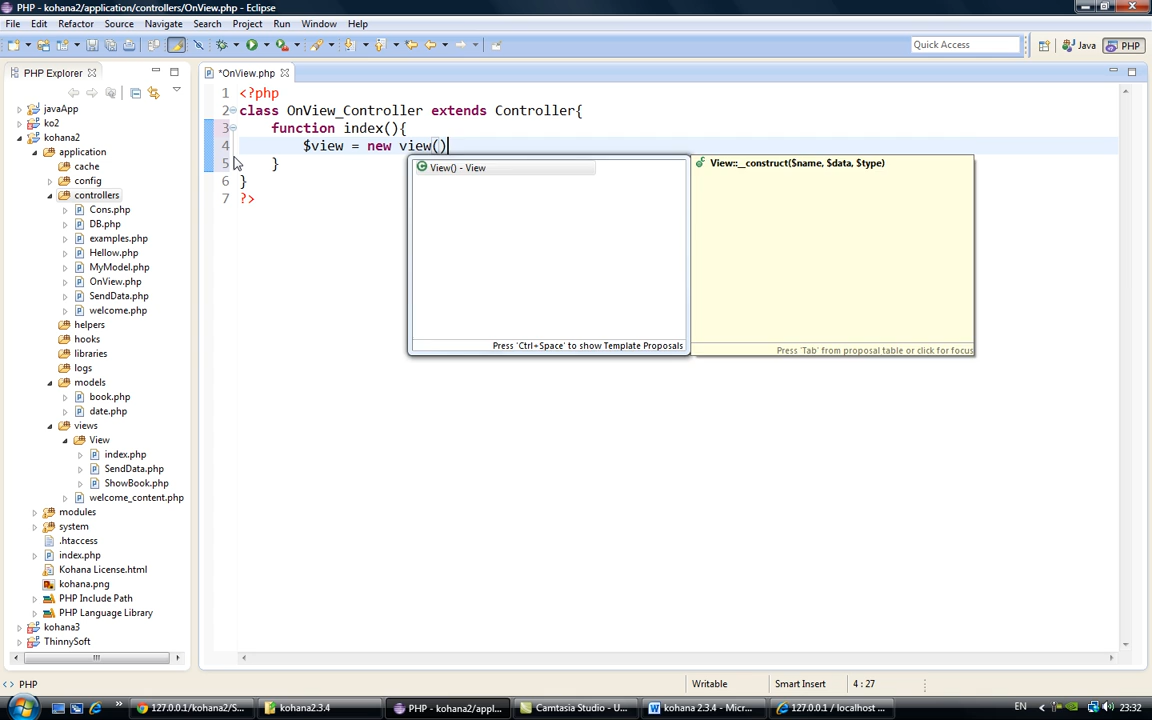 PHP - kohana2/application/controllers/OnView.php - Eclipse
File Edit Refactor Source Navigate Search Project Run Window Help
Quick Access
Java
PHP
PHP Explorer
*OnView.php
javaApp
ko2
kohana2
application
cache
config
controllers
Cons.php
DB.php
examples.php
Hellow.php
MyModel.php
OnView.php
SendData.php
welcome.php
helpers
hooks
libraries
logs
models
book.php
date.php
views
View
index.php
SendData.php
ShowBook.php
welcome_content.php
modules
system
.htaccess
index.php
Kohana License.html
kohana.png
PHP Include Path
PHP Language Library
kohana3
ThinnySoft
1 <?php
2 class OnView_Controller extends Controller{
3 function index(){
4 $view = new view()
5 }
6 }
7 ?>
View() - View
Press 'Ctrl+Space' to show Template Proposals
View::__construct($name, $data, $type)
Press 'Tab' from proposal table or click for focus
PHP
Writable
Smart Insert
4 : 27
127.0.0.1/kohana2/S...
kohana2.3.4
PHP - kohana2/appl...
Camtasia Studio - U...
kohana 2.3.4 - Micr...
127.0.0.1 / localhost ...
EN
23:32